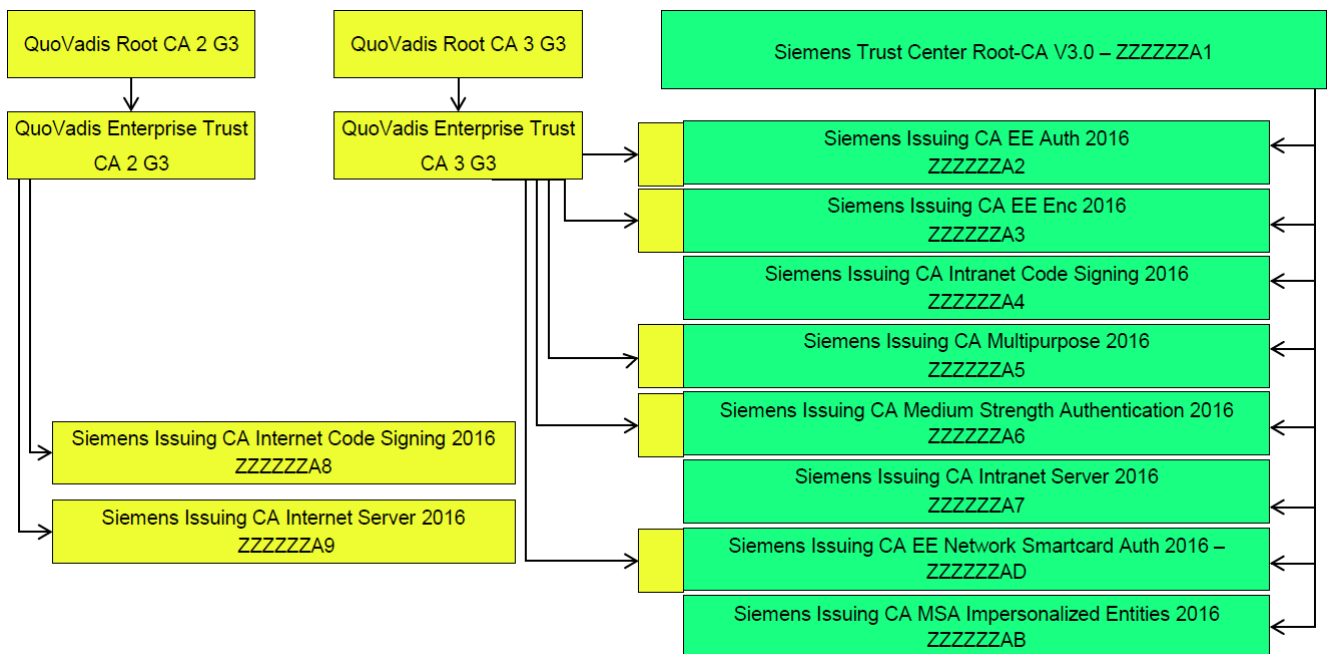 QuoVadis Root CA 2 G3
QuoVadis Root CA 3 G3
Siemens Trust Center Root-CA V3.0 – ZZZZZZA1
QuoVadis Enterprise Trust
CA 2 G3
QuoVadis Enterprise Trust
CA 3 G3
Siemens Issuing CA EE Auth 2016
ZZZZZZA2
Siemens Issuing CA EE Enc 2016
ZZZZZZA3
Siemens Issuing CA Intranet Code Signing 2016
ZZZZZZA4
Siemens Issuing CA Multipurpose 2016
ZZZZZZA5
Siemens Issuing CA Medium Strength Authentication 2016
ZZZZZZA6
Siemens Issuing CA Internet Code Signing 2016
ZZZZZZA8
Siemens Issuing CA Intranet Server 2016
ZZZZZZA7
Siemens Issuing CA Internet Server 2016
ZZZZZZA9
Siemens Issuing CA EE Network Smartcard Auth 2016 –
ZZZZZZAD
Siemens Issuing CA MSA Impersonalized Entities 2016
ZZZZZZAB